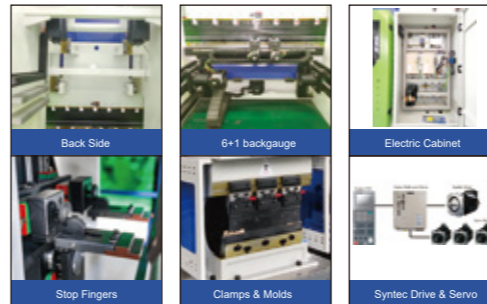 Back Side
6+1 backgauge
Electric Cabinet
Stop Fingers
Clamps & Molds
Syntec Drive & Servo